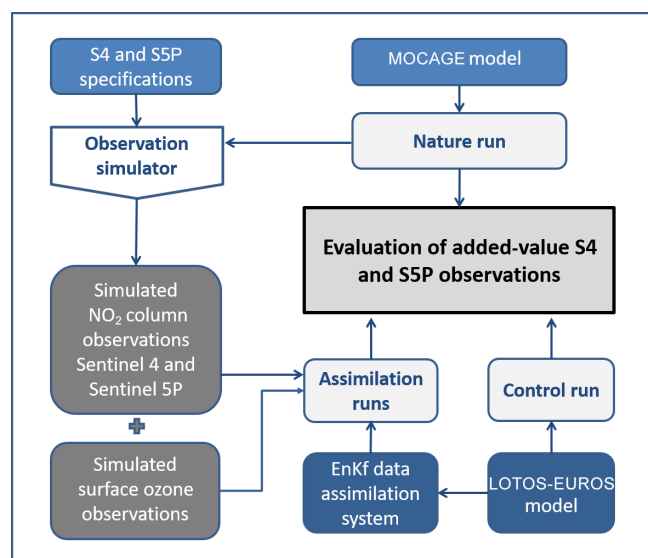 S4 and S5P
specifications
MOCAGE model
Observation
simulator
Nature run
Evaluation of added-value S4
and S5P observations
Simulated
NO₂ column
observations
Sentinel 4 and
Sentinel 5P
Assimilation
runs
Control run
+
Simulated
surface ozone
observations
EnKf data
assimilation
system
LOTOS-EUROS
model